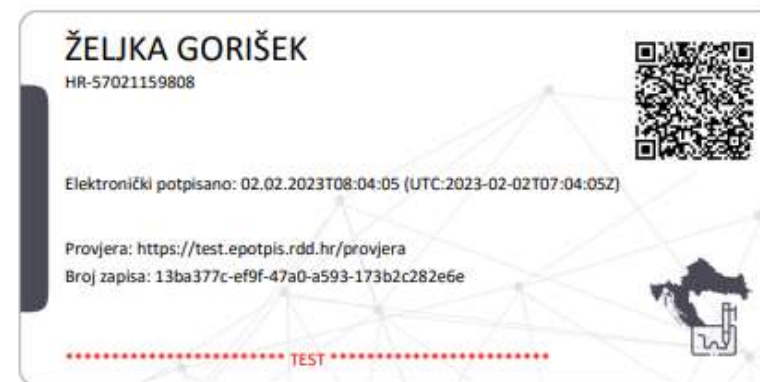 ŽELJKA GORIŠEK
HR-57021159808
Elektronički potpisano: 02.02.2023T08:04:05 (UTC:2023-02-02T07:04:05Z)
Provjera: https://test.epotpis.rdd.hr/provjera
Broj zapisa: 13ba377c-ef9f-47a0-a593-173b2c282e6e
************************ TEST ************************